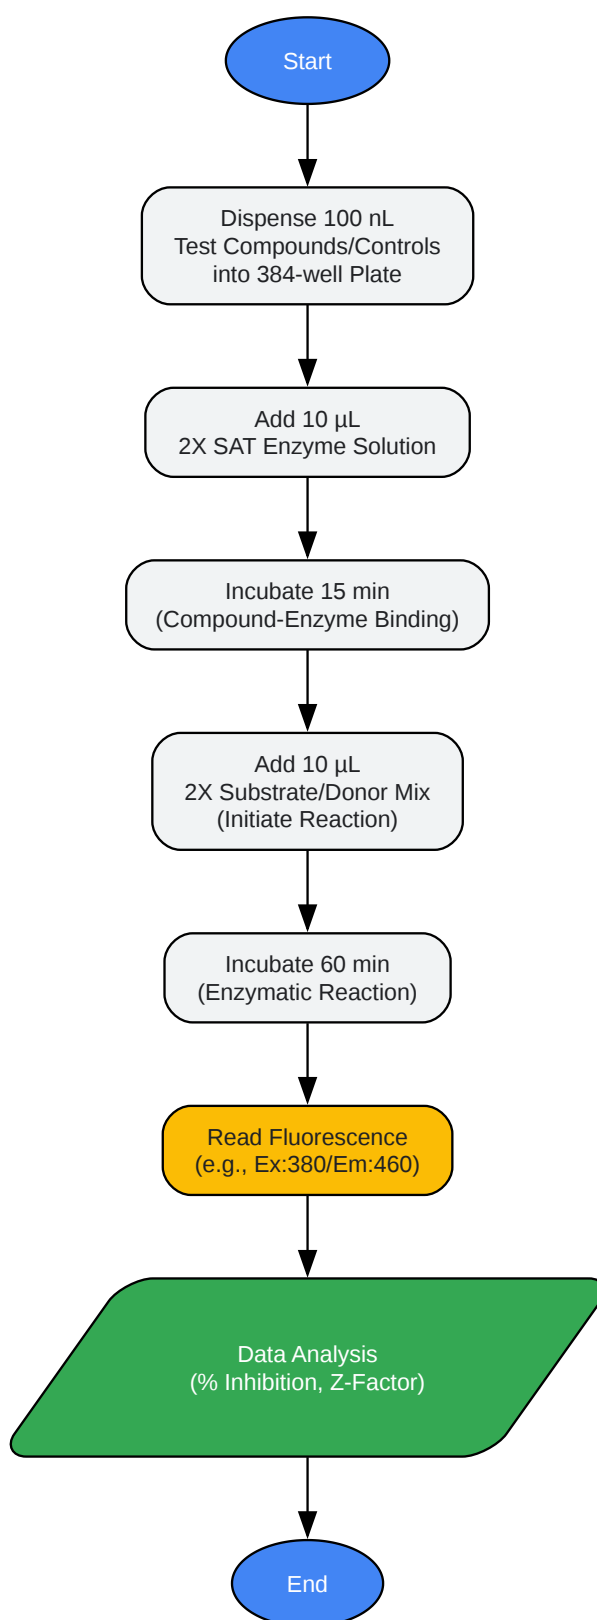 Start
Dispense 100 nL
Test Compounds/Controls
into 384-well Plate
Add 10 µL
2X SAT Enzyme Solution
Incubate 15 min
(Compound-Enzyme Binding)
Add 10 µL
2X Substrate/Donor Mix
(Initiate Reaction)
Incubate 60 min
(Enzymatic Reaction)
Read Fluorescence
(e.g., Ex:380/Em:460)
Data Analysis
(% Inhibition, Z-Factor)
End